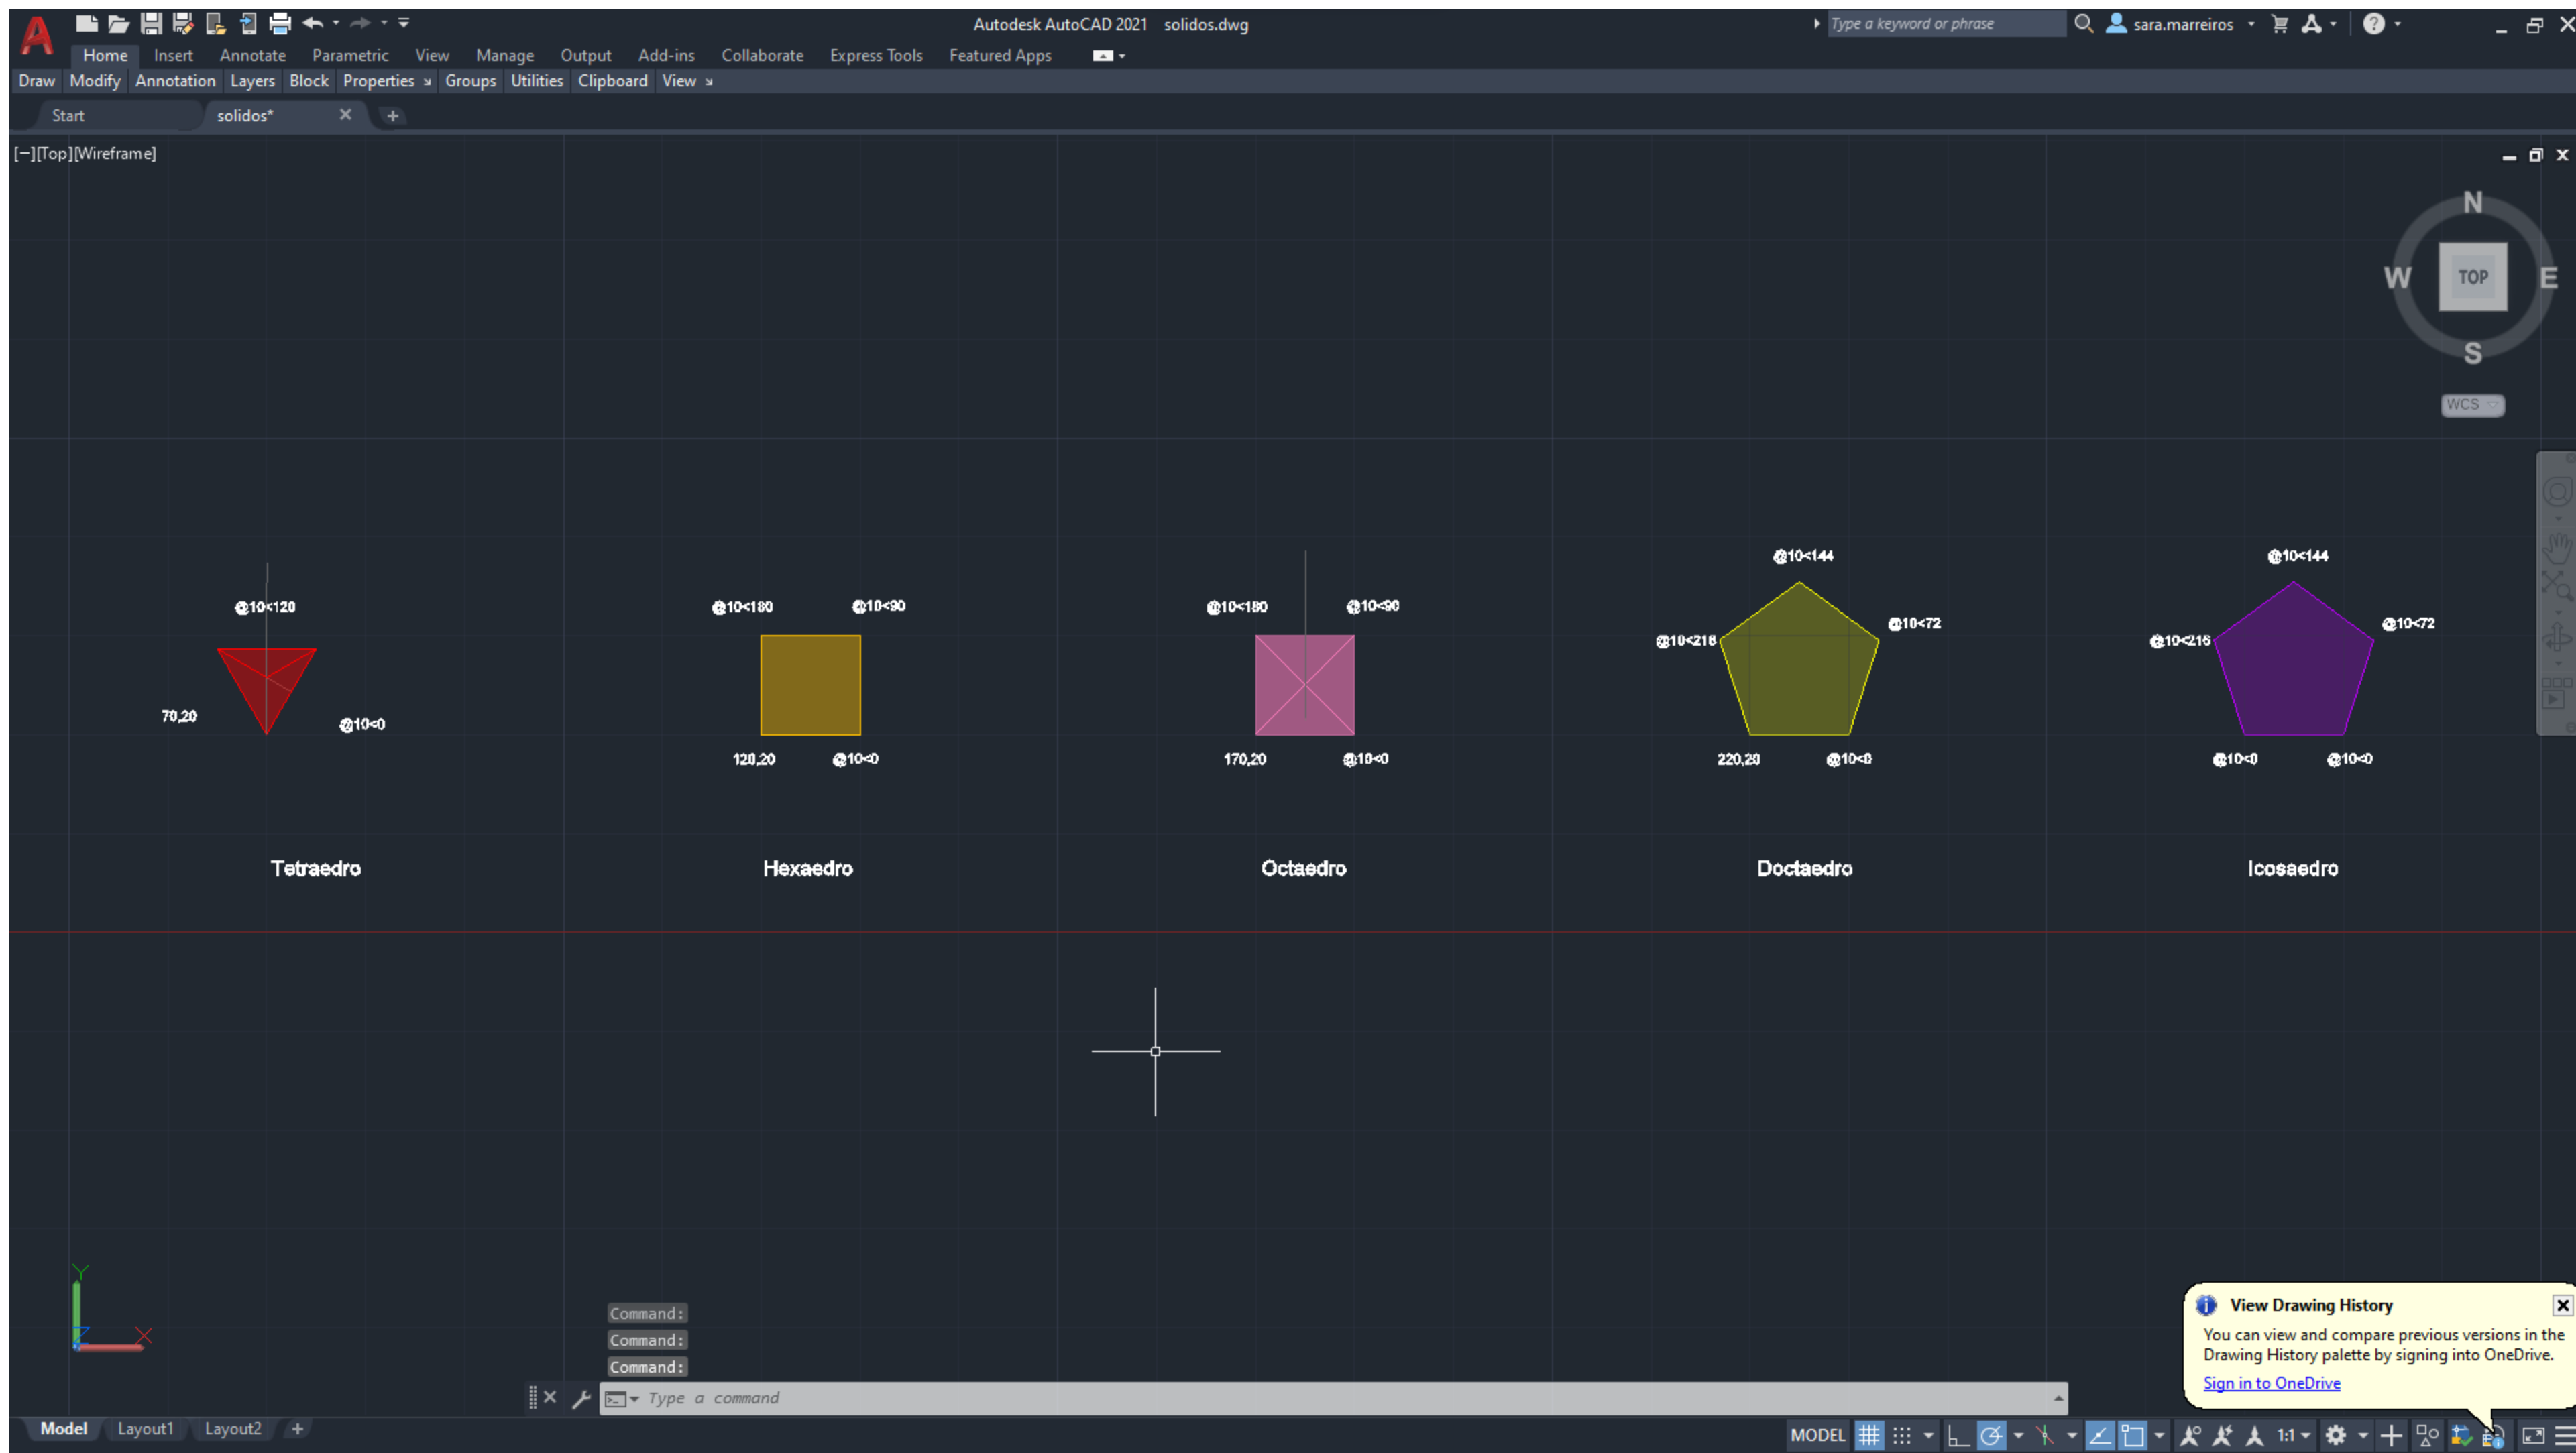 Autodesk AutoCAD 2021 solidos.dwg
Type a keyword or phrase
sara.marreiros
Home Insert Annotate Parametric View Manage Output Add-ins Collaborate Express Tools Featured Apps
Draw Modify Annotation Layers Block Properties Groups Utilities Clipboard View
Start solidos*
[−][Top][Wireframe]
N
W TOP E
S
WCS
@10<144 @10<144
@10<120 @10<180 @10<90 @10<180 @10<90
@10<72 @10<72
@10<216 @10<216
70,20 @10<0
120,20 @10<0 170,20 @10<0 220,20 @10<0 @10<0 @10<0
Tetraedro Hexaedro Octaedro Doctaedro Icosaedro
Y
Z X
Command:
Command:
Command:
Type a command
View Drawing History
You can view and compare previous versions in the
Drawing History palette by signing into OneDrive.
Sign in to OneDrive
Model Layout1 Layout2
MODEL 1:1